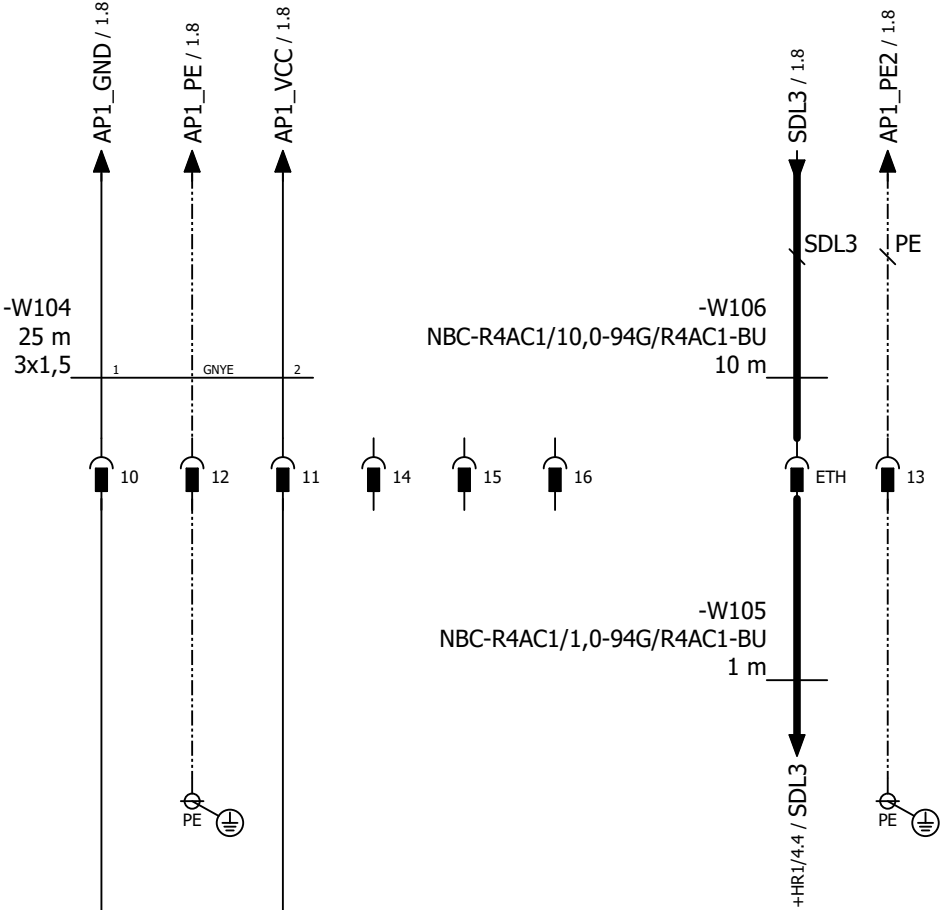 AP1_GND / 1.8
AP1_PE / 1.8
AP1_VCC / 1.8
SDL3 / 1.8
AP1_PE2 / 1.8
SDL3
PE
-W104
25 m
3x1,5
1
GNYE
2
-W106
NBC-R4AC1/10,0-94G/R4AC1-BU
10 m
10
12
11
14
15
16
ETH
13
-W105
NBC-R4AC1/1,0-94G/R4AC1-BU
1 m
PE
+HR1/4.4 / SDL3
PE